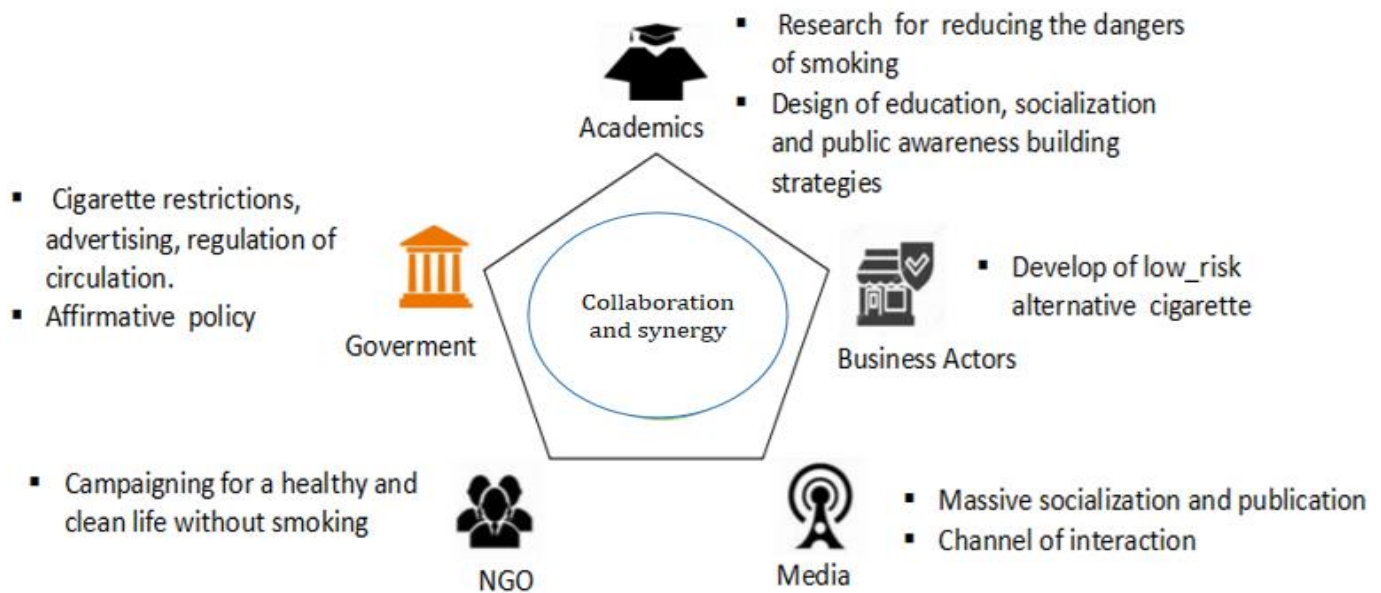 ▪ Research for reducing the dangers
of smoking
▪ Design of education, socialization
and public awareness building
strategies
Academics
▪ Cigarette restrictions,
advertising, regulation of
circulation.
▪ Affirmative policy
Goverment
Collaboration
and synergy
▪ Develop of low_risk
alternative cigarette
Business Actors
▪ Campaigning for a healthy and
clean life without smoking
NGO
▪ Massive socialization and publication
▪ Channel of interaction
Media